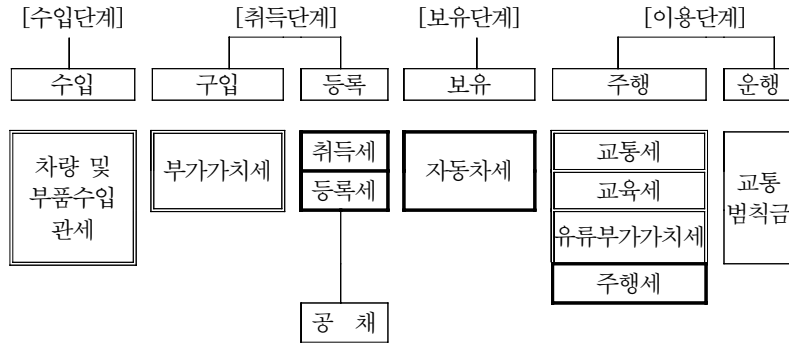 [수입단계] [취득단계] [보유단계] [이용단계]
수입 구입 등록 보유 주행 운행
차량 및
부품수입
관세
부가가치세
취득세
등록세
공 채
자동차세
교통세
교육세
유류부가가치세
주행세
교통
범칙금